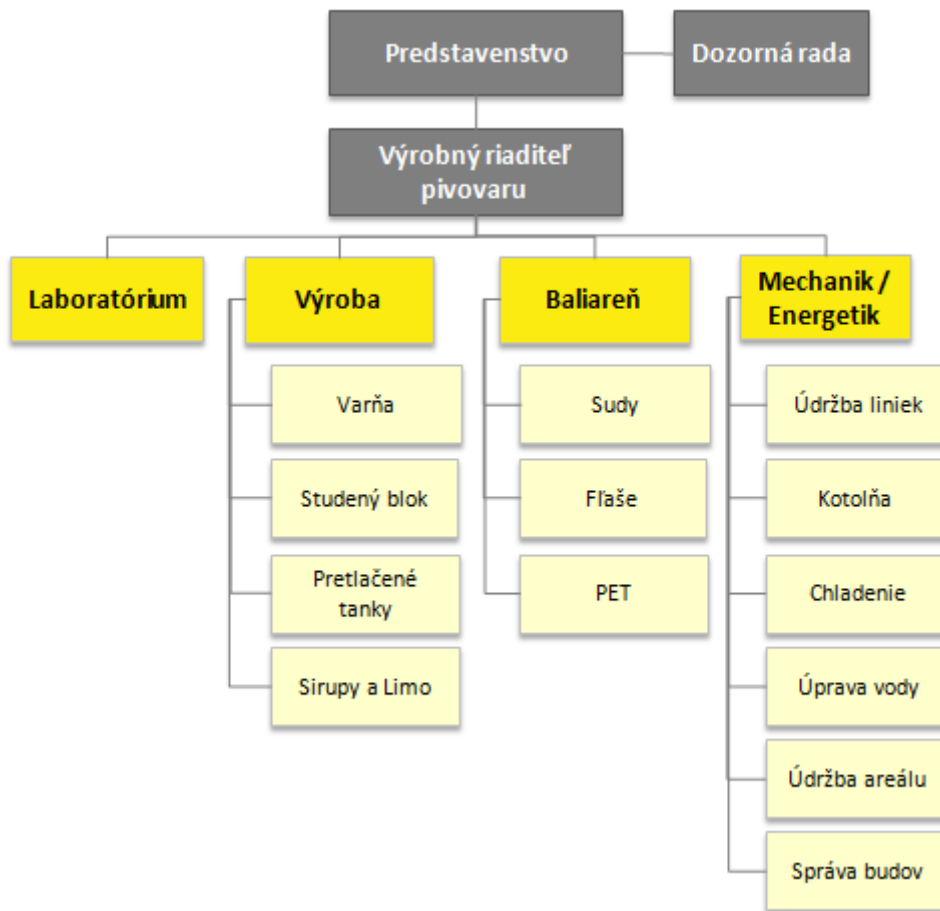 Predstavenstvo
Dozorná rada
Výrobný riaditeľ
pivovaru
Laboratórium
Výroba
Baliareň
Mechanik /
Energetik
Varňa
Studený blok
Pretlačené
tanky
Sirupy a Limo
Sudy
Fľaše
PET
Údržba liniek
Kotolňa
Chladenie
Úprava vody
Údržba areálu
Správa budov